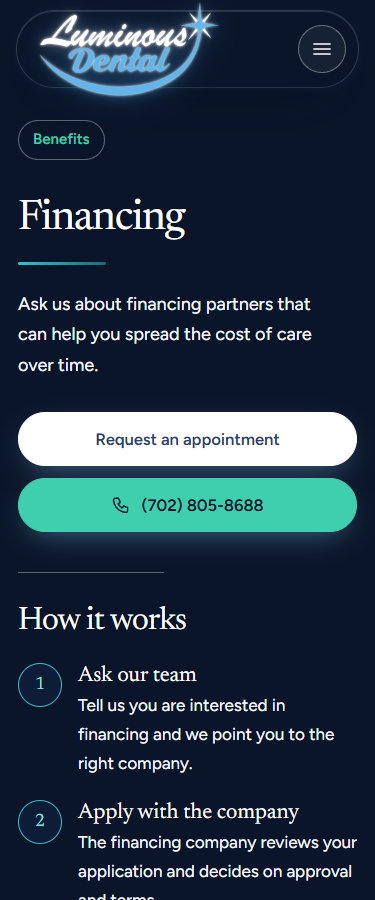 Luminous
Dental
Benefits
Financing
Ask us about financing partners that
can help you spread the cost of care
over time.
Request an appointment
(702) 805-8688
How it works
1
Ask our team
Tell us you are interested in
financing and we point you to the
right company.
2
Apply with the company
The financing company reviews your
application and decides on approval
and terms